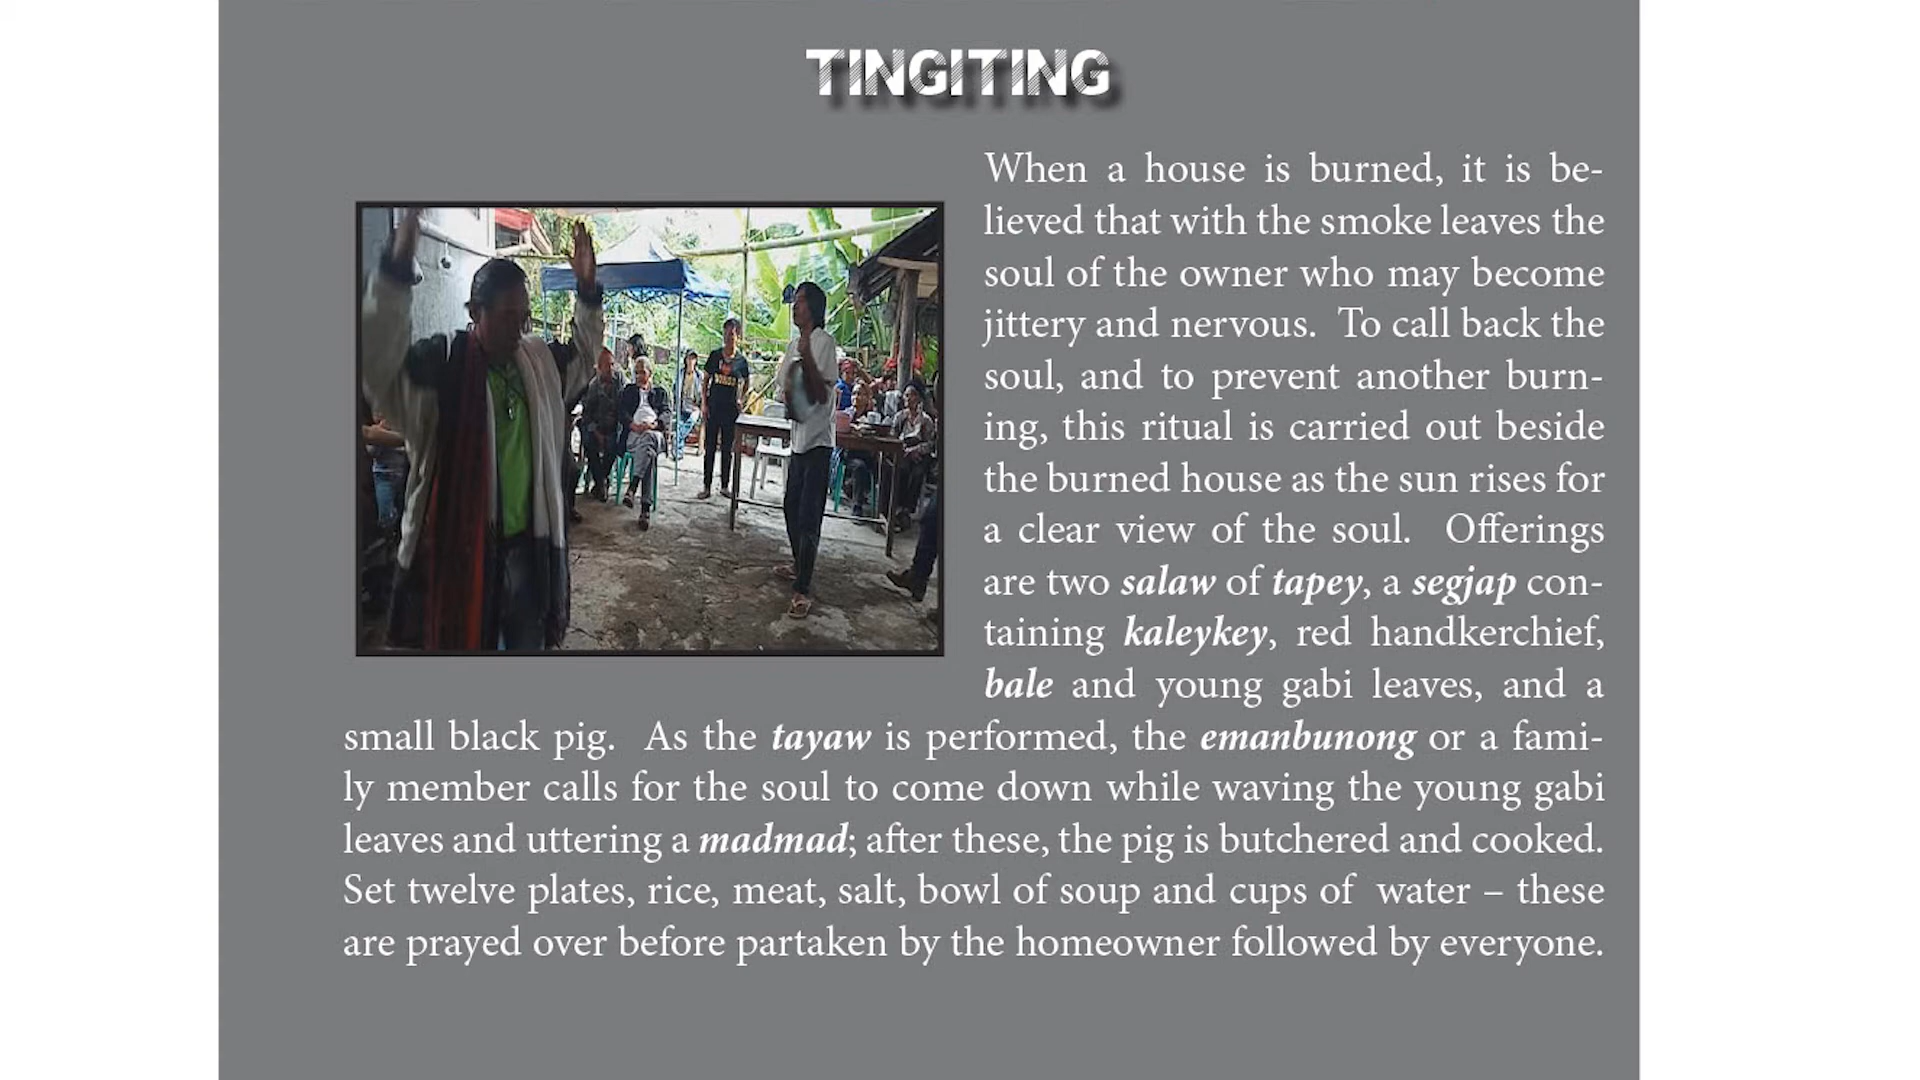 TINGITING
When a house is burned, it is be-
lieved that with the smoke leaves the
soul of the owner who may become
jittery and nervous. To call back the
soul, and to prevent another burn-
ing, this ritual is carried out beside
the burned house as the sun rises for
a clear view of the soul. Offerings
are two salaw of tapey, a segjap con-
taining kaleykey, red handkerchief,
bale and young gabi leaves, and a
small black pig. As the tayaw is performed, the emanbunong or a fami-
ly member calls for the soul to come down while waving the young gabi
leaves and uttering a madmad; after these, the pig is butchered and cooked.
Set twelve plates, rice, meat, salt, bowl of soup and cups of water – these
are prayed over before partaken by the homeowner followed by everyone.